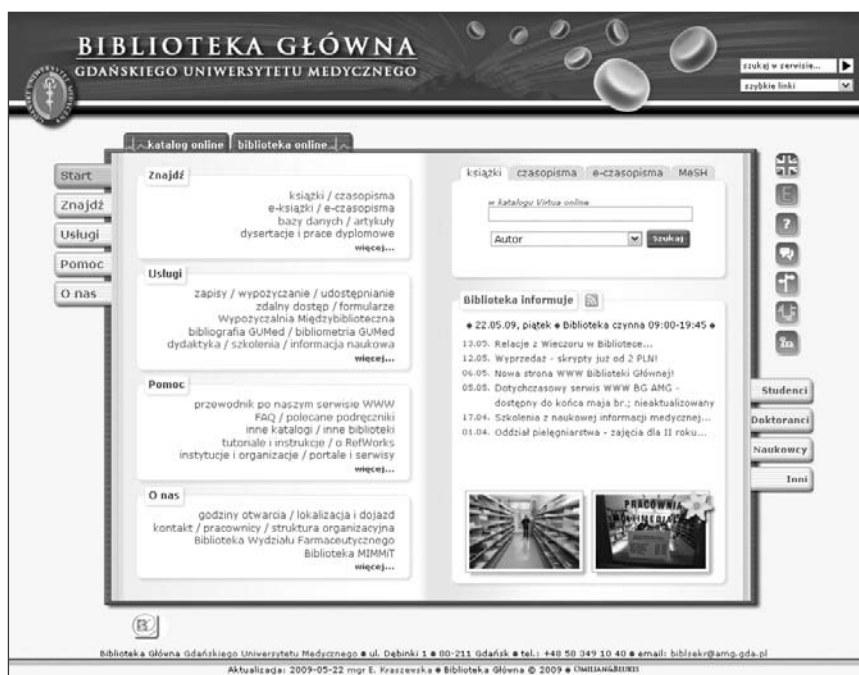 BIBLIOTEKA GŁÓWNA
GDAŃSKIEGO UNIWERSYTETU MEDYCZNEGO
szukaj w serwisie...
szybkie linki
katalog online
biblioteka online
Start
Znajdź
Usługi
Pomoc
O nas
Znajdź
książki / czasopisma
e-książki / e-czasopisma
bazy danych / artykuły
dysertacje i prace dyplomowe
więcej...
Usługi
zapisy / wypożyczanie / udostępnianie
zdalny dostęp / formularze
Wypożyczalnia Międzybiblioteczna
bibliografia GUMed / bibliometria GUMed
dydaktyka / szkolenia / informacja naukowa
więcej...
Pomoc
przewodnik po naszym serwisie WWW
FAQ / polecane podręczniki
inne katalogi / inne biblioteki
tutoriale i instrukcje / o RefWorks
instytucje i organizacje / portale i serwisy
więcej...
O nas
godziny otwarcia / lokalizacja i dojazd
kontakt / pracownicy / struktura organizacyjna
Biblioteka Wydziału Farmaceutycznego
Biblioteka MIMMiT
więcej...
książki czasopisma e-czasopisma MeSH
w katalogu Virtua online
Autor
Szukaj
Biblioteka informuje
● 22.05.09, piątek ● Biblioteka czynna 09:00-19:45 ●
13.05. Relacje z Wieczoru w Bibliotece...
12.05. Wyprzedaż - skrypty już od 2 PLN!
06.05. Nowa strona WWW Biblioteki Głównej!
05.05. Dotychczasowy serwis WWW BG AMG -
dostępny do końca maja br.; nieaktualizowany
17.04. Szkolenia z naukowej informacji medycznej...
01.04. Oddział pielęgniarstwa - zajęcia dla II roku...
PRACOWNIA
E
?
Studenci
Doktoranci
Naukowcy
Inni
Biblioteka Główna Gdańskiego Uniwersytetu Medycznego ● ul. Dębinki 1 ● 80-211 Gdańsk ● tel.: +48 58 349 10 40 ● email: biblsekr@amg.gda.pl
Aktualizacja: 2009-05-22 mgr E. Kraszewska ● Biblioteka Główna © 2009 ● OMILIAN&BEUKIS